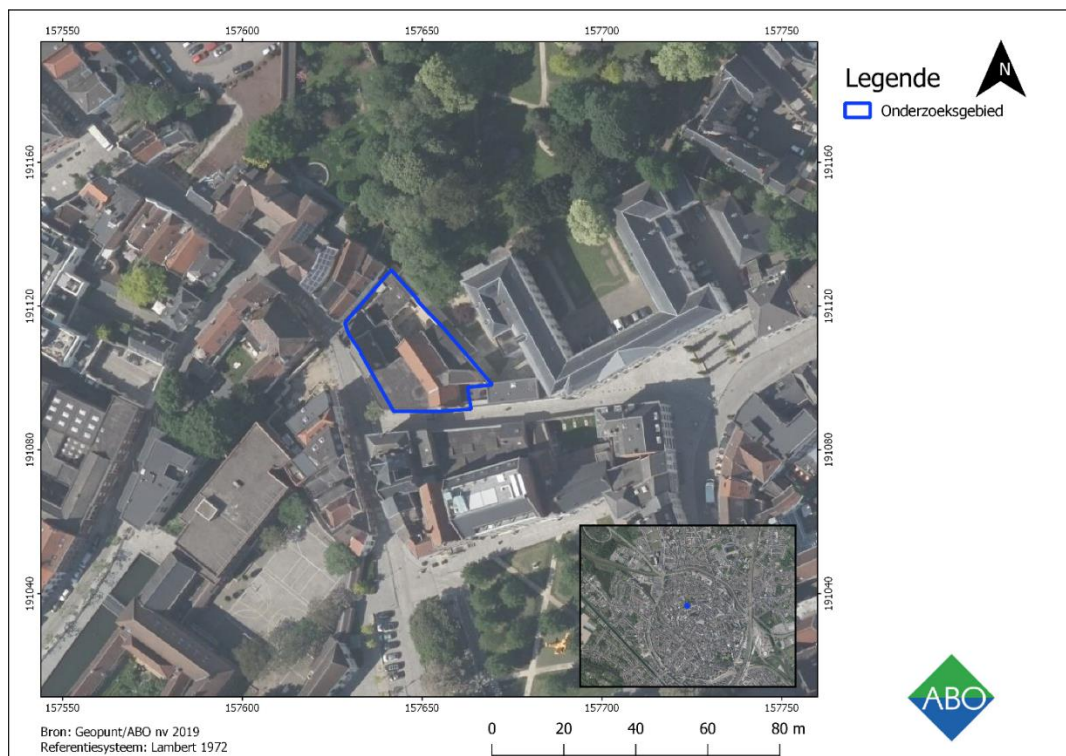 157550 157600 157650 157700 157750
Legende
N
Onderzoeksgebied
191160 191160
191120 191120
191080 191080
191040 191040
157550 157600 157650 157700 157750
Bron: Geopunt/ABO nv 2019
Referentiesysteem: Lambert 1972
0 20 40 60 80 m
ABO